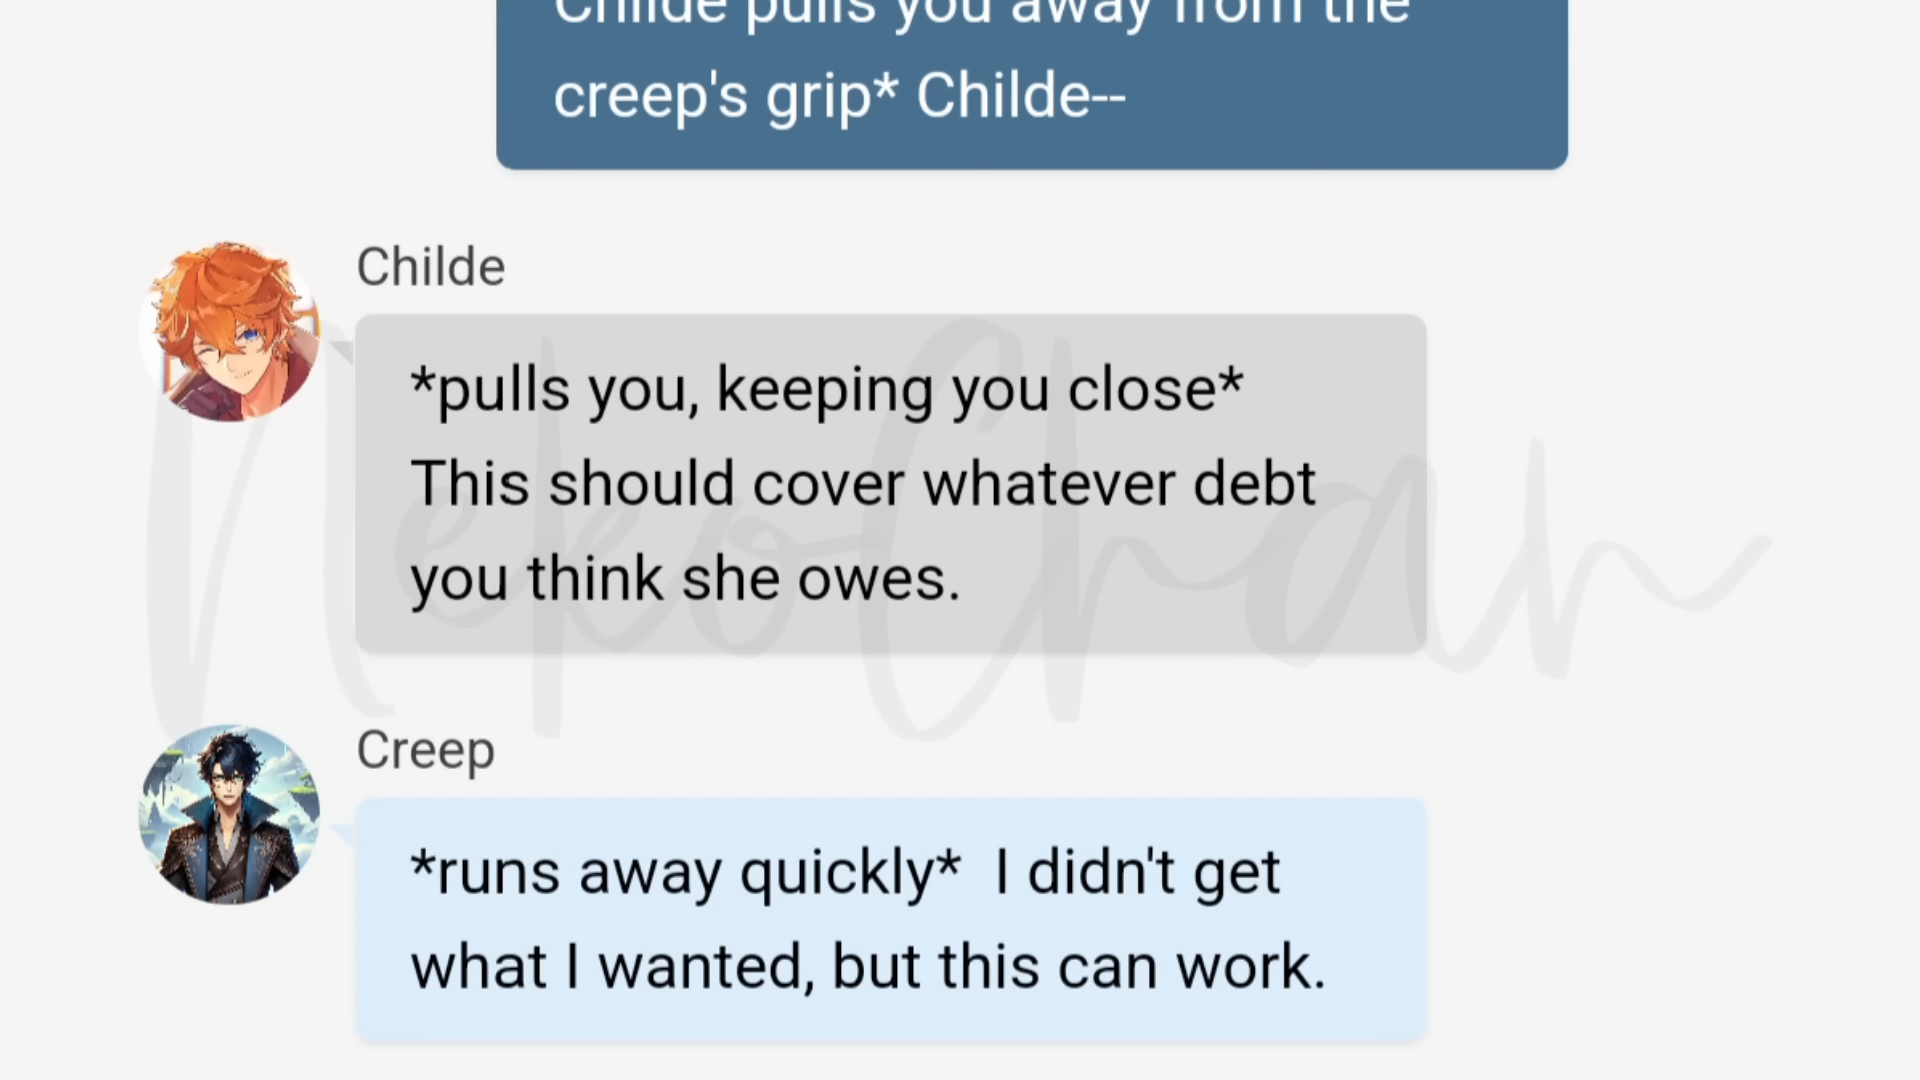 Childe pulls you away from the
creep's grip* Childe--
Childe
*pulls you, keeping you close*
This should cover whatever debt
you think she owes.
NekoChan
Creep
*runs away quickly*  I didn't get
what I wanted, but this can work.